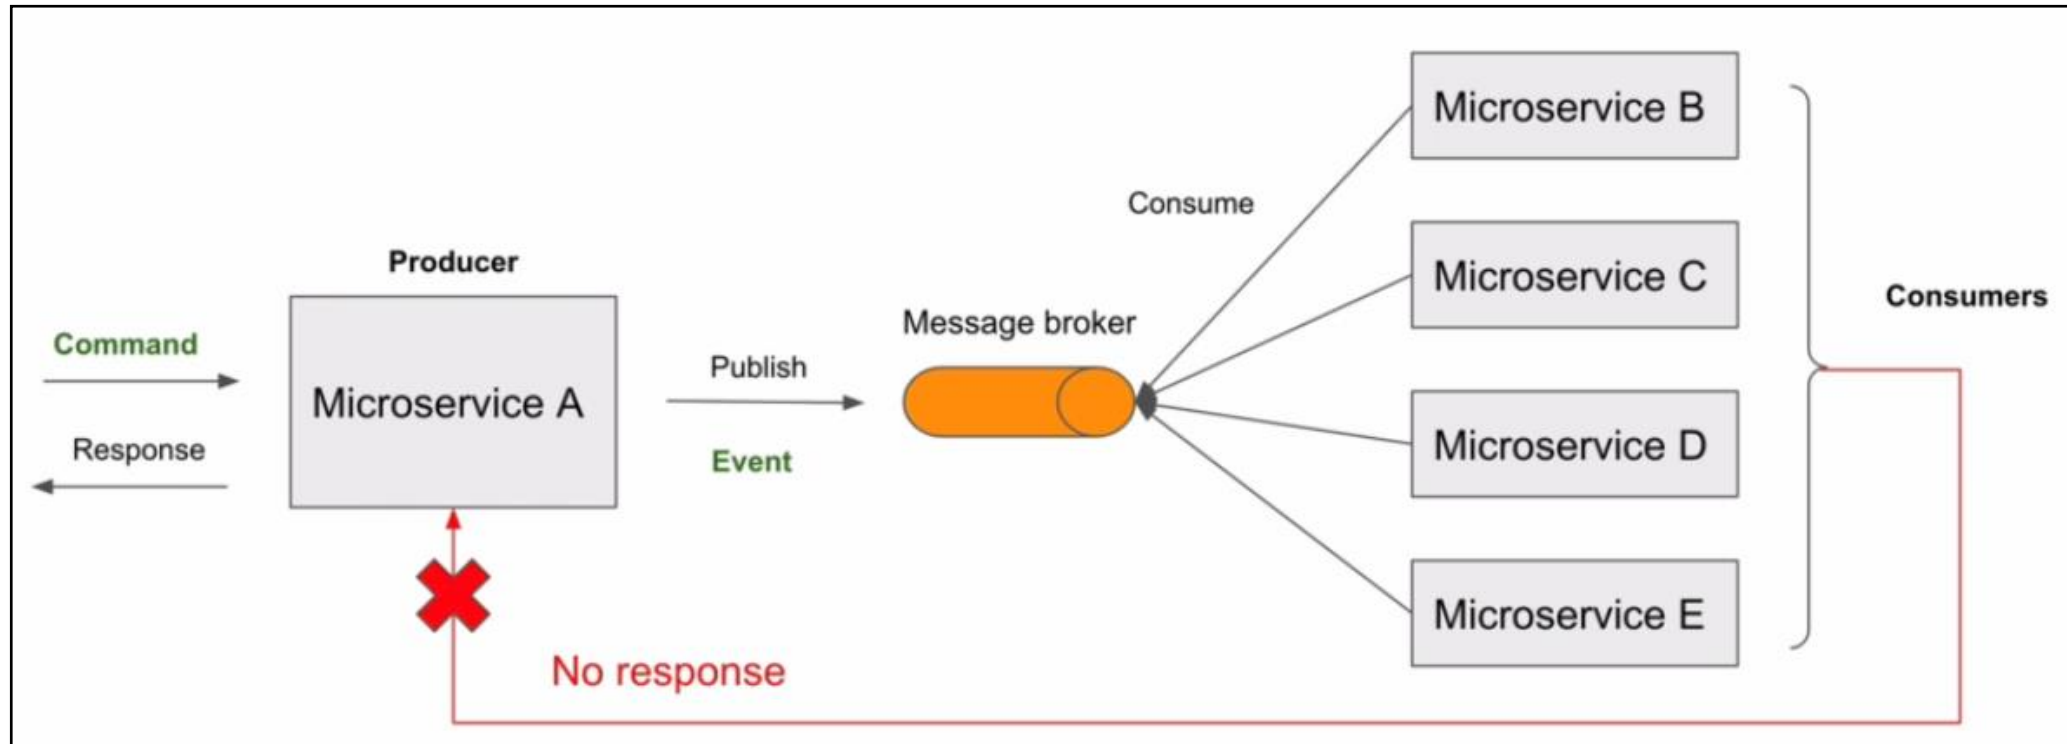 Command
Response
Producer
Microservice A
Publish
Event
Message broker
Consume
Microservice B
Microservice C
Microservice D
Microservice E
Consumers
No response